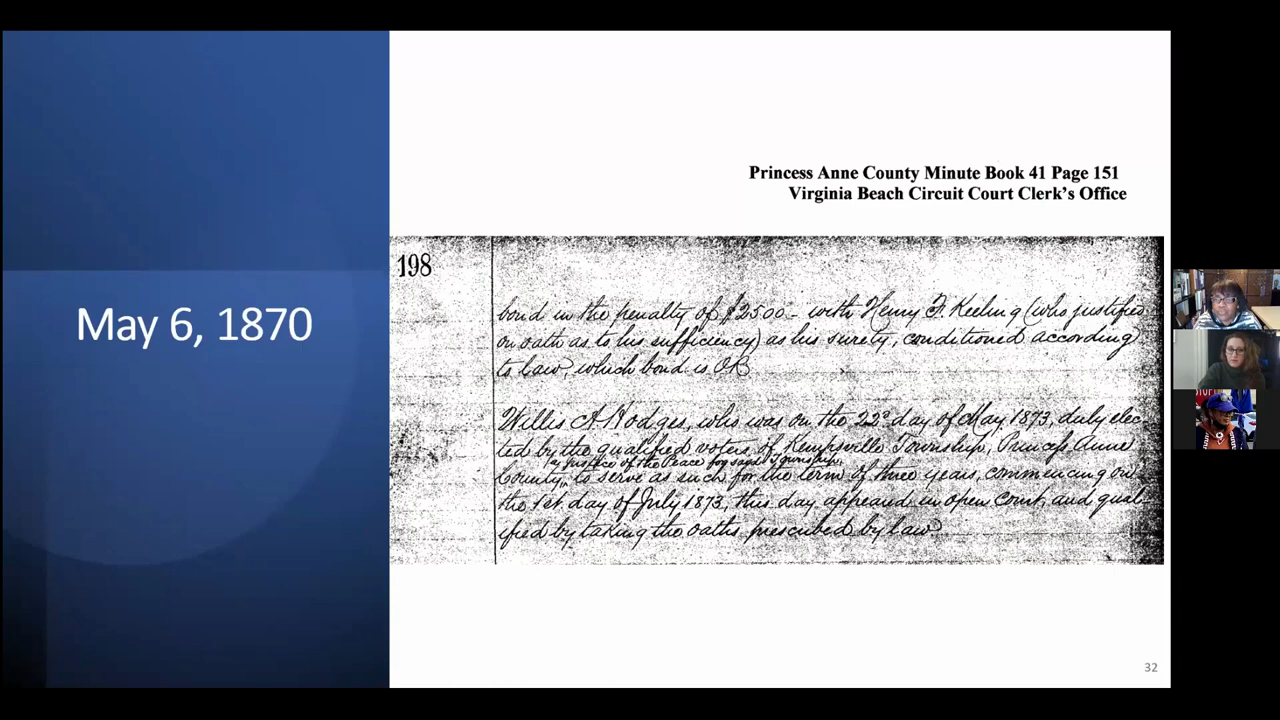 May 6, 1870
Princess Anne County Minute Book 41 Page 151
Virginia Beach Circuit Court Clerk's Office
198
bond in the penalty of $2500 - with Henry F. Keeling (who justified
on oath as to his sufficiency) as his surety, conditioned according
to law, which bond is OR
Willis A Hodges, who was on the 22d day of May 1873, duly elec
ted by the qualified voters of Kempsville Township, Princess Anne
as Justice of the Peace for said Township,
County, to serve as such for the term of three years, commencing on
the 1st day of July 1873, this day appeared in open Court, and qual
ified by taking the oaths prescribed by law.
32